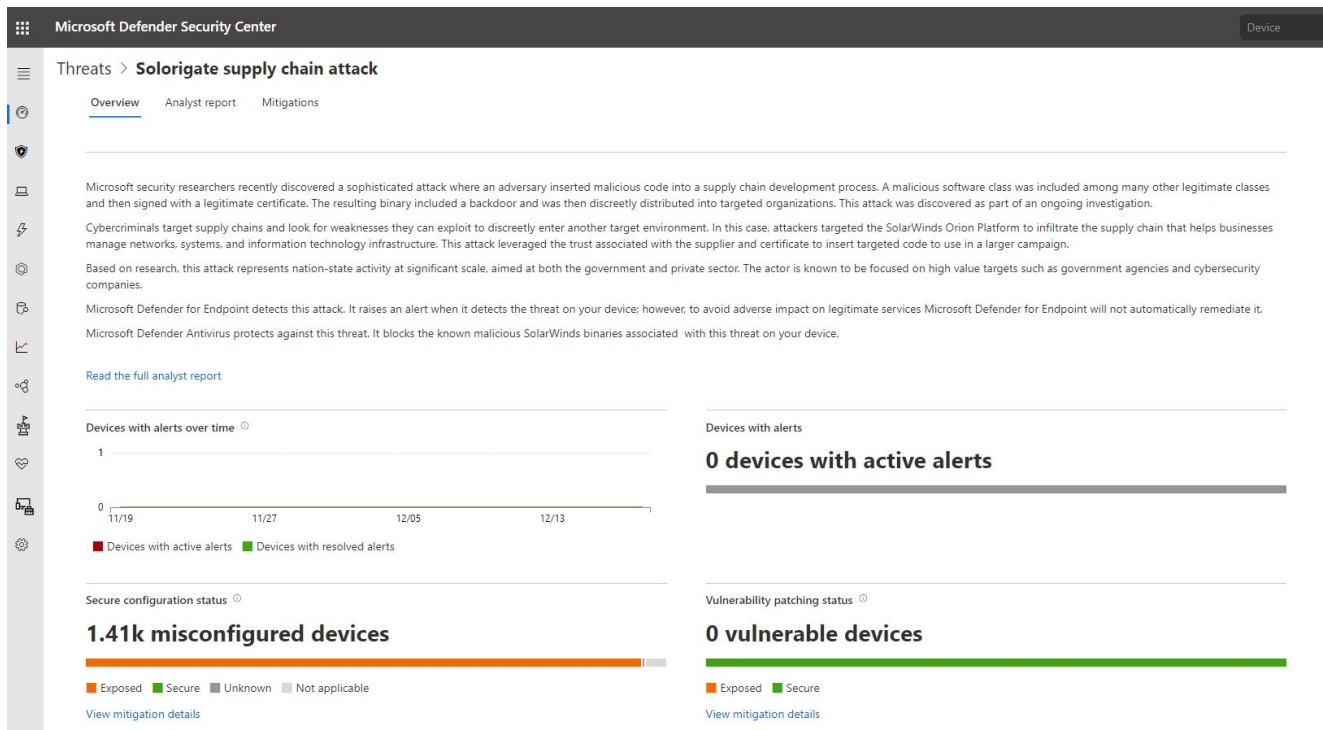 Microsoft Defender Security Center
Device
Threats > Solorigate supply chain attack
Overview Analyst report Mitigations
Microsoft security researchers recently discovered a sophisticated attack where an adversary inserted malicious code into a supply chain development process. A malicious software class was included among many other legitimate classes
and then signed with a legitimate certificate. The resulting binary included a backdoor and was then discreetly distributed into targeted organizations. This attack was discovered as part of an ongoing investigation.
Cybercriminals target supply chains and look for weaknesses they can exploit to discreetly enter another target environment. In this case, attackers targeted the SolarWinds Orion Platform to infiltrate the supply chain that helps businesses
manage networks, systems, and information technology infrastructure. This attack leveraged the trust associated with the supplier and certificate to insert targeted code to use in a larger campaign.
Based on research, this attack represents nation-state activity at significant scale, aimed at both the government and private sector. The actor is known to be focused on high value targets such as government agencies and cybersecurity
companies.
Microsoft Defender for Endpoint detects this attack. It raises an alert when it detects the threat on your device; however, to avoid adverse impact on legitimate services Microsoft Defender for Endpoint will not automatically remediate it.
Microsoft Defender Antivirus protects against this threat. It blocks the known malicious SolarWinds binaries associated with this threat on your device.
Read the full analyst report
Devices with alerts over time
1
0
11/19 11/27 12/05 12/13
Devices with active alerts Devices with resolved alerts
Devices with alerts
0 devices with active alerts
Secure configuration status
1.41k misconfigured devices
Exposed Secure Unknown Not applicable
View mitigation details
Vulnerability patching status
0 vulnerable devices
Exposed Secure
View mitigation details